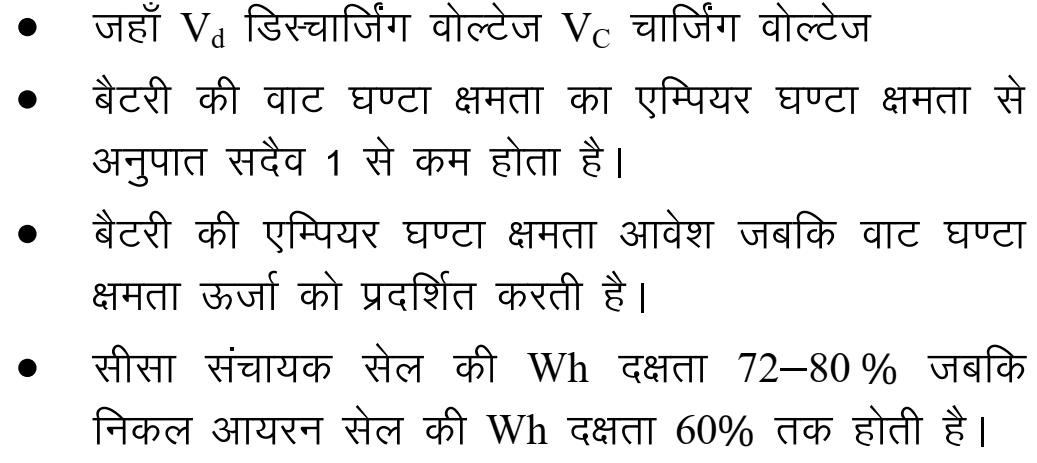 • जहाँ Vd डिस्चार्जिंग वोल्टेज VC चार्जिंग वोल्टेज
• बैटरी की वाट घण्टा क्षमता का एम्पियर घण्टा क्षमता से
अनुपात सदैव 1 से कम होता है।
• बैटरी की एम्पियर घण्टा क्षमता आवेश जबकि वाट घण्टा
क्षमता ऊर्जा को प्रदर्शित करती है।
• सीसा संचायक सेल की Wh दक्षता 72–80 % जबकि
निकल आयरन सेल की Wh दक्षता 60% तक होती है।